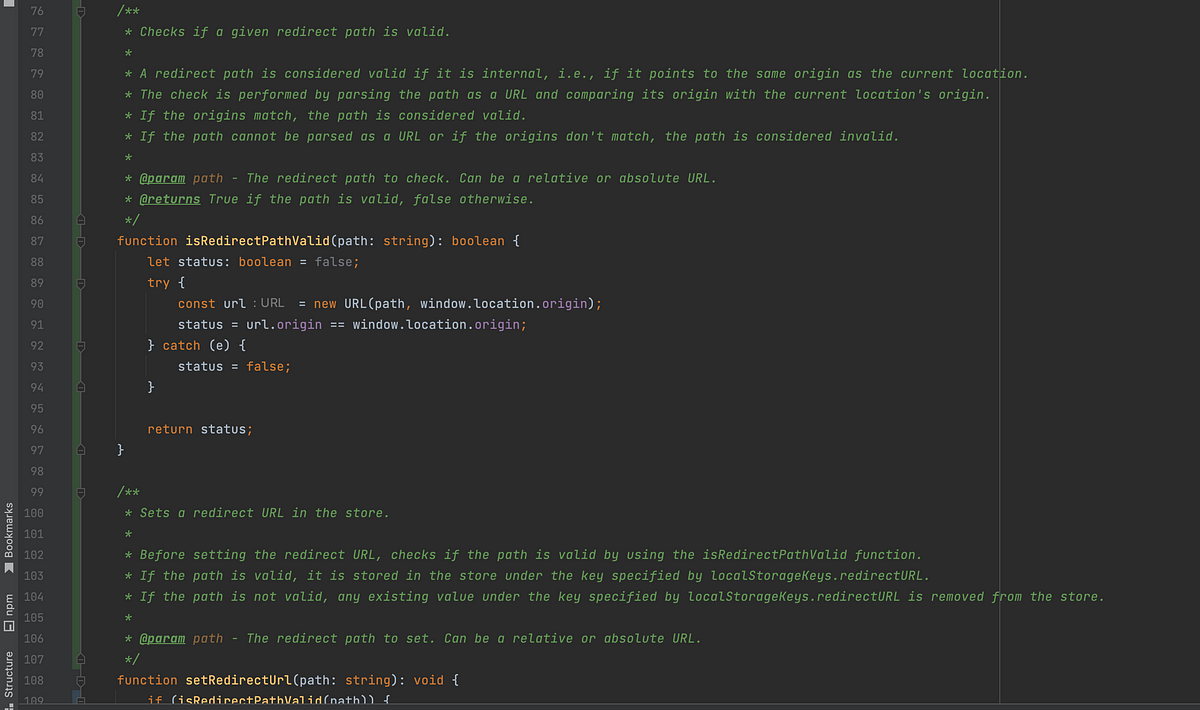 76 /**
77 * Checks if a given redirect path is valid.
78 *
79 * A redirect path is considered valid if it is internal, i.e., if it points to the same origin as the current location.
80 * The check is performed by parsing the path as a URL and comparing its origin with the current location's origin.
81 * If the origins match, the path is considered valid.
82 * If the path cannot be parsed as a URL or if the origins don't match, the path is considered invalid.
83 *
84 * @param path - The redirect path to check. Can be a relative or absolute URL.
85 * @returns True if the path is valid, false otherwise.
86 */
87 function isRedirectPathValid(path: string): boolean {
88 let status: boolean = false;
89 try {
90 const url : URL = new URL(path, window.location.origin);
91 status = url.origin == window.location.origin;
92 } catch (e) {
93 status = false;
94 }
95
96 return status;
97 }
98
99 /**
100 * Sets a redirect URL in the store.
101 *
102 * Before setting the redirect URL, checks if the path is valid by using the isRedirectPathValid function.
103 * If the path is valid, it is stored in the store under the key specified by localStorageKeys.redirectURL.
104 * If the path is not valid, any existing value under the key specified by localStorageKeys.redirectURL is removed from the store.
105 *
106 * @param path - The redirect path to set. Can be a relative or absolute URL.
107 */
108 function setRedirectUrl(path: string): void {
109 if (isRedirectPathValid(path)) {
Bookmarks
npm
Structure